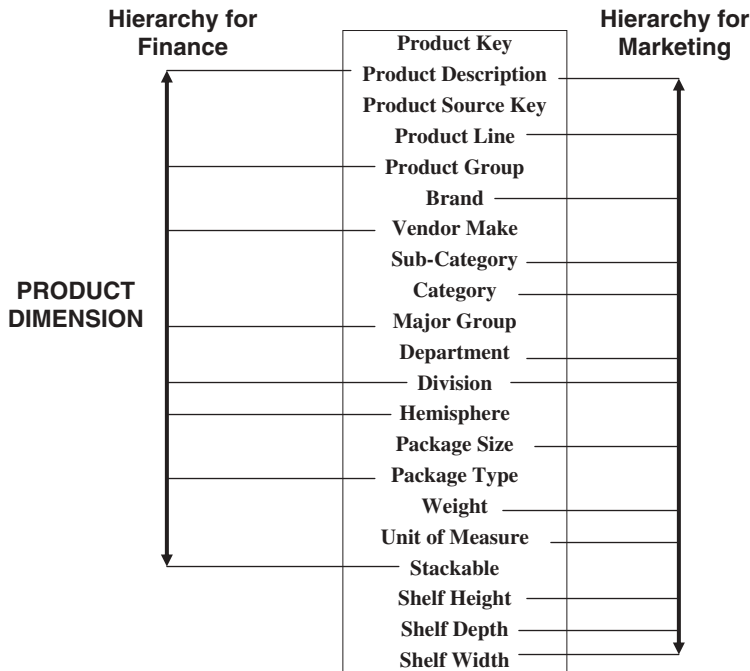 Hierarchy for
Finance
Hierarchy for
Marketing
PRODUCT
DIMENSION
Product Key
Product Description
Product Source Key
Product Line
Product Group
Brand
Vendor Make
Sub-Category
Category
Major Group
Department
Division
Hemisphere
Package Size
Package Type
Weight
Unit of Measure
Stackable
Shelf Height
Shelf Depth
Shelf Width